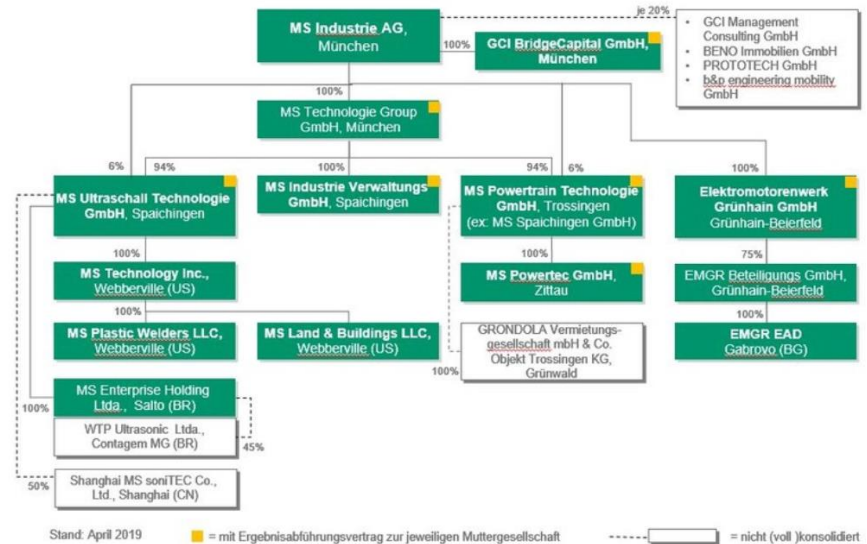 MS Industrie AG,
München
100%
GCI BridgeCapital GmbH,
München
je 20%
• GCI Management
Consulting GmbH
• BENO Immobilien GmbH
• PROTOTECH GmbH
• b&p engineering mobility
GmbH
100%
MS Technologie Group
GmbH, München
6%
94%
100%
94%
6%
100%
MS Ultraschall Technologie
GmbH, Spaichingen
MS Industrie Verwaltungs
GmbH, Spaichingen
MS Powertrain Technologie
GmbH, Trossingen
(ex: MS Spaichingen GmbH)
Elektromotorenwerk
Grünhain GmbH
Grünhain-Beierfeld
100%
100%
75%
MS Technology Inc.,
Webberville (US)
MS Powertec GmbH,
Zittau
EMGR Beteiligungs GmbH,
Grünhain-Beierfeld
100%
100%
MS Plastic Welders LLC,
Webberville (US)
MS Land & Buildings LLC,
Webberville (US)
GRONDOLA Vermietungs-
gesellschaft mbH & Co.
Objekt Trossingen KG,
Grünwald
100%
EMGR EAD
Gabrovo (BG)
MS Enterprise Holding
Ltda., Salto (BR)
100%
WTP Ultrasonic Ltda.,
Contagem MG (BR)
45%
50%
Shanghai MS soniTEC Co.,
Ltd., Shanghai (CN)
Stand: April 2019
= mit Ergebnisabführungsvertrag zur jeweiligen Muttergesellschaft
= nicht (voll )konsolidiert